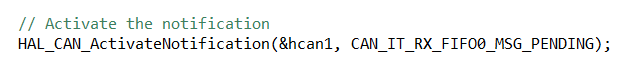 // Activate the notification
HAL_CAN_ActivateNotification(&hcan1, CAN_IT_RX_FIFO0_MSG_PENDING);